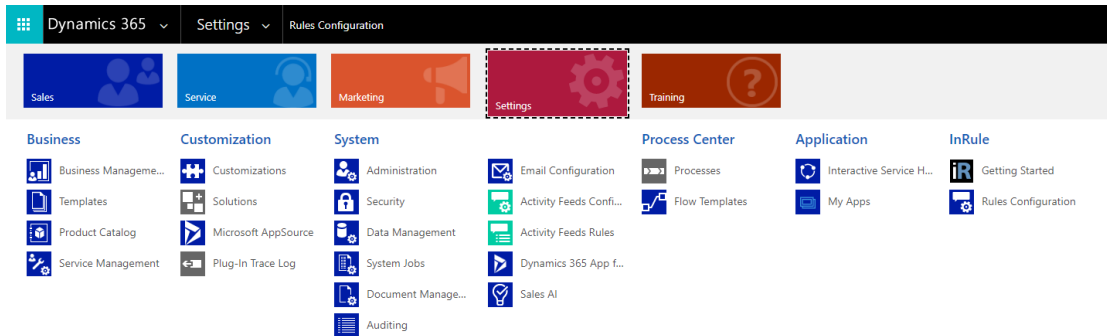 Dynamics 365 Settings Rules Configuration
Sales Service Marketing Settings Training
Business
Business Manageme...
Templates
Product Catalog
Service Management
Customization
Customizations
Solutions
Microsoft AppSource
Plug-In Trace Log
System
Administration
Security
Data Management
System Jobs
Document Manage...
Auditing
Email Configuration
Activity Feeds Confi...
Activity Feeds Rules
Dynamics 365 App f...
Sales AI
Process Center
Processes
Flow Templates
Application
Interactive Service H...
My Apps
InRule
iR Getting Started
Rules Configuration